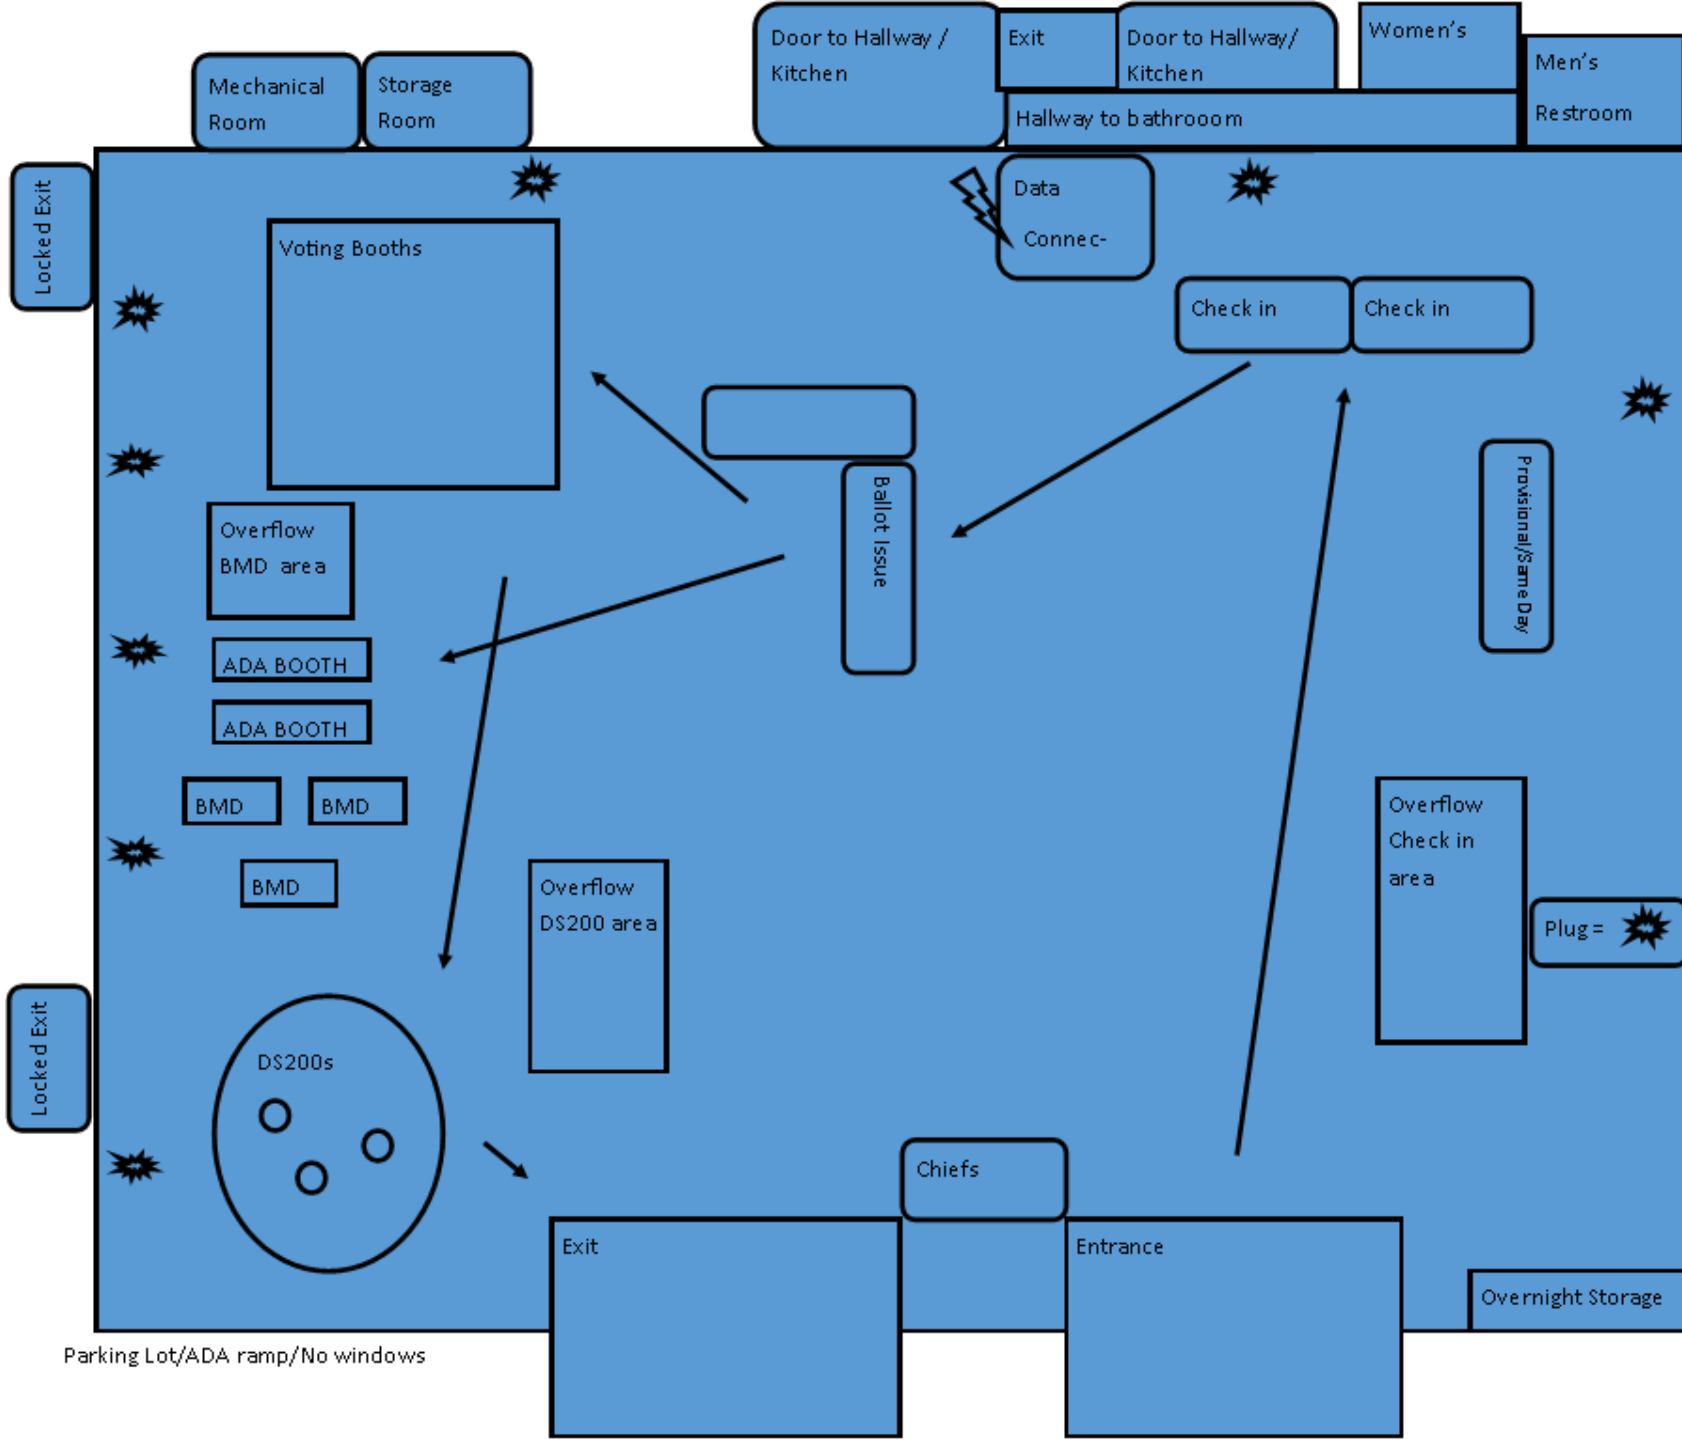 Door to Hallway /
Kitchen
Exit
Door to Hallway/
Kitchen
Women's
Men's
Restroom
Mechanical
Room
Storage
Room
Hallway to bathrooom
Locked Exit
Data
Connec-
Voting Booths
Check in
Check in
Ballot Issue
Provisional/Same Day
Overflow
BMD area
ADA BOOTH
ADA BOOTH
BMD
BMD
BMD
Overflow
DS200 area
Overflow
Check in
area
Plug =
Locked Exit
DS200s
Chiefs
Exit
Entrance
Overnight Storage
Parking Lot/ADA ramp/No windows